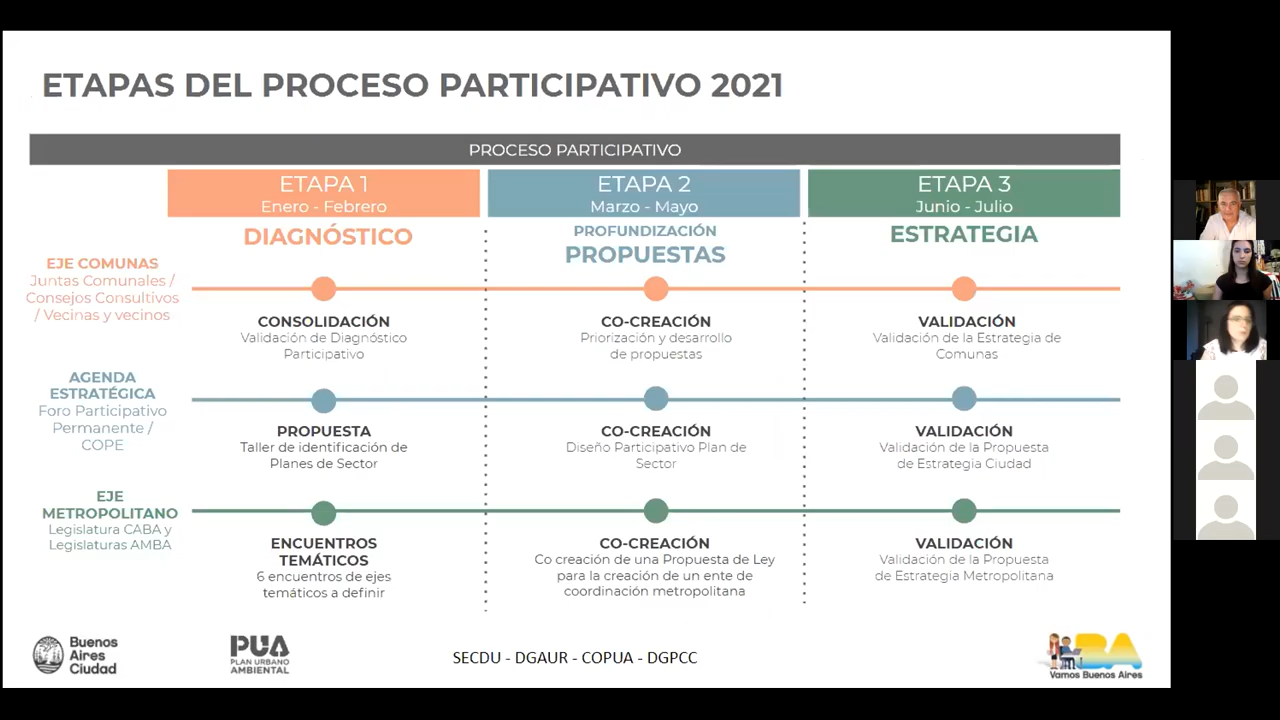 ETAPAS DEL PROCESO PARTICIPATIVO 2021
PROCESO PARTICIPATIVO
ETAPA 1
Enero - Febrero
ETAPA 2
Marzo - Mayo
ETAPA 3
Junio - Julio
DIAGNÓSTICO
PROFUNDIZACIÓN
PROPUESTAS
ESTRATEGIA
EJE COMUNAS
Juntas Comunales /
Consejos Consultivos
/ Vecinas y vecinos
CONSOLIDACIÓN
Validación de Diagnóstico
Participativo
CO-CREACIÓN
Priorización y desarrollo
de propuestas
VALIDACIÓN
Validación de la Estrategia de
Comunas
AGENDA
ESTRATÉGICA
Foro Participativo
Permanente /
COPE
PROPUESTA
Taller de identificación de
Planes de Sector
CO-CREACIÓN
Diseño Participativo Plan de
Sector
VALIDACIÓN
Validación de la Propuesta
de Estrategia Ciudad
EJE
METROPOLITANO
Legislatura CABA y
Legislaturas AMBA
ENCUENTROS
TEMÁTICOS
6 encuentros de ejes
temáticos a definir
CO-CREACIÓN
Co creación de una Propuesta de Ley
para la creación de un ente de
coordinación metropolitana
VALIDACIÓN
Validación de la Propuesta
de Estrategia Metropolitana
Buenos
Aires
Ciudad
PUA
PLAN URBANO
AMBIENTAL
SECDU - DGAUR - COPUA - DGPCC
BA
Vamos Buenos Aires